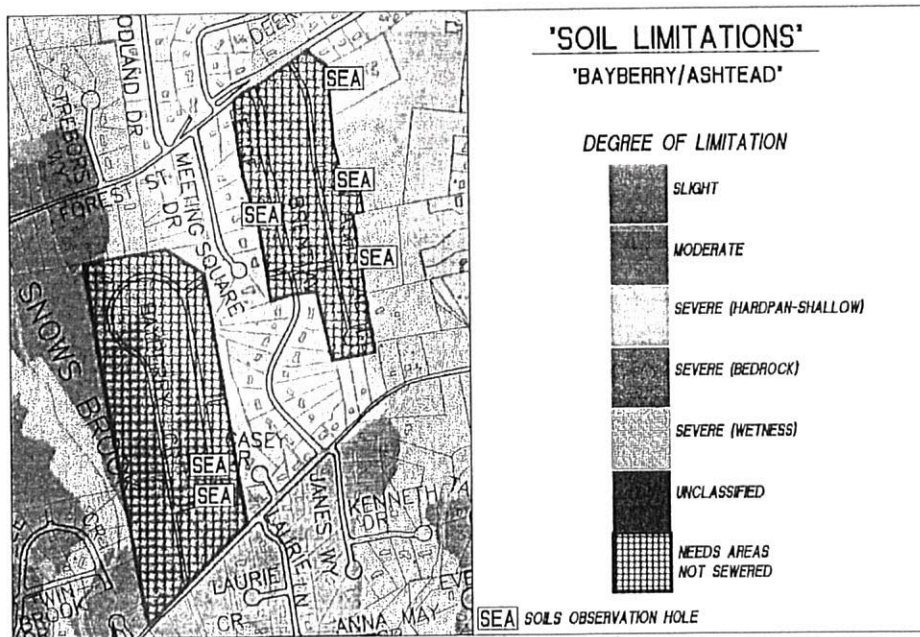 'SOIL LIMITATIONS'
'BAYBERRY/ASHTEAD'
DEGREE OF LIMITATION
SLIGHT
MODERATE
SEVERE (HARDPAN-SHALLOW)
SEVERE (BEDROCK)
SEVERE (WETNESS)
UNCLASSIFIED
NEEDS AREAS
NOT SEWERED
SEA SOILS OBSERVATION HOLE
SEA
SEA
SEA
SEA
SEA
SEA
FOREST ST
MEETING SQUARE
DR
SNOWS
CASEY
LAURIE LN
JANES WY
KENNETH
DR
LAURIE
CR
ANNA MAY
BROOK